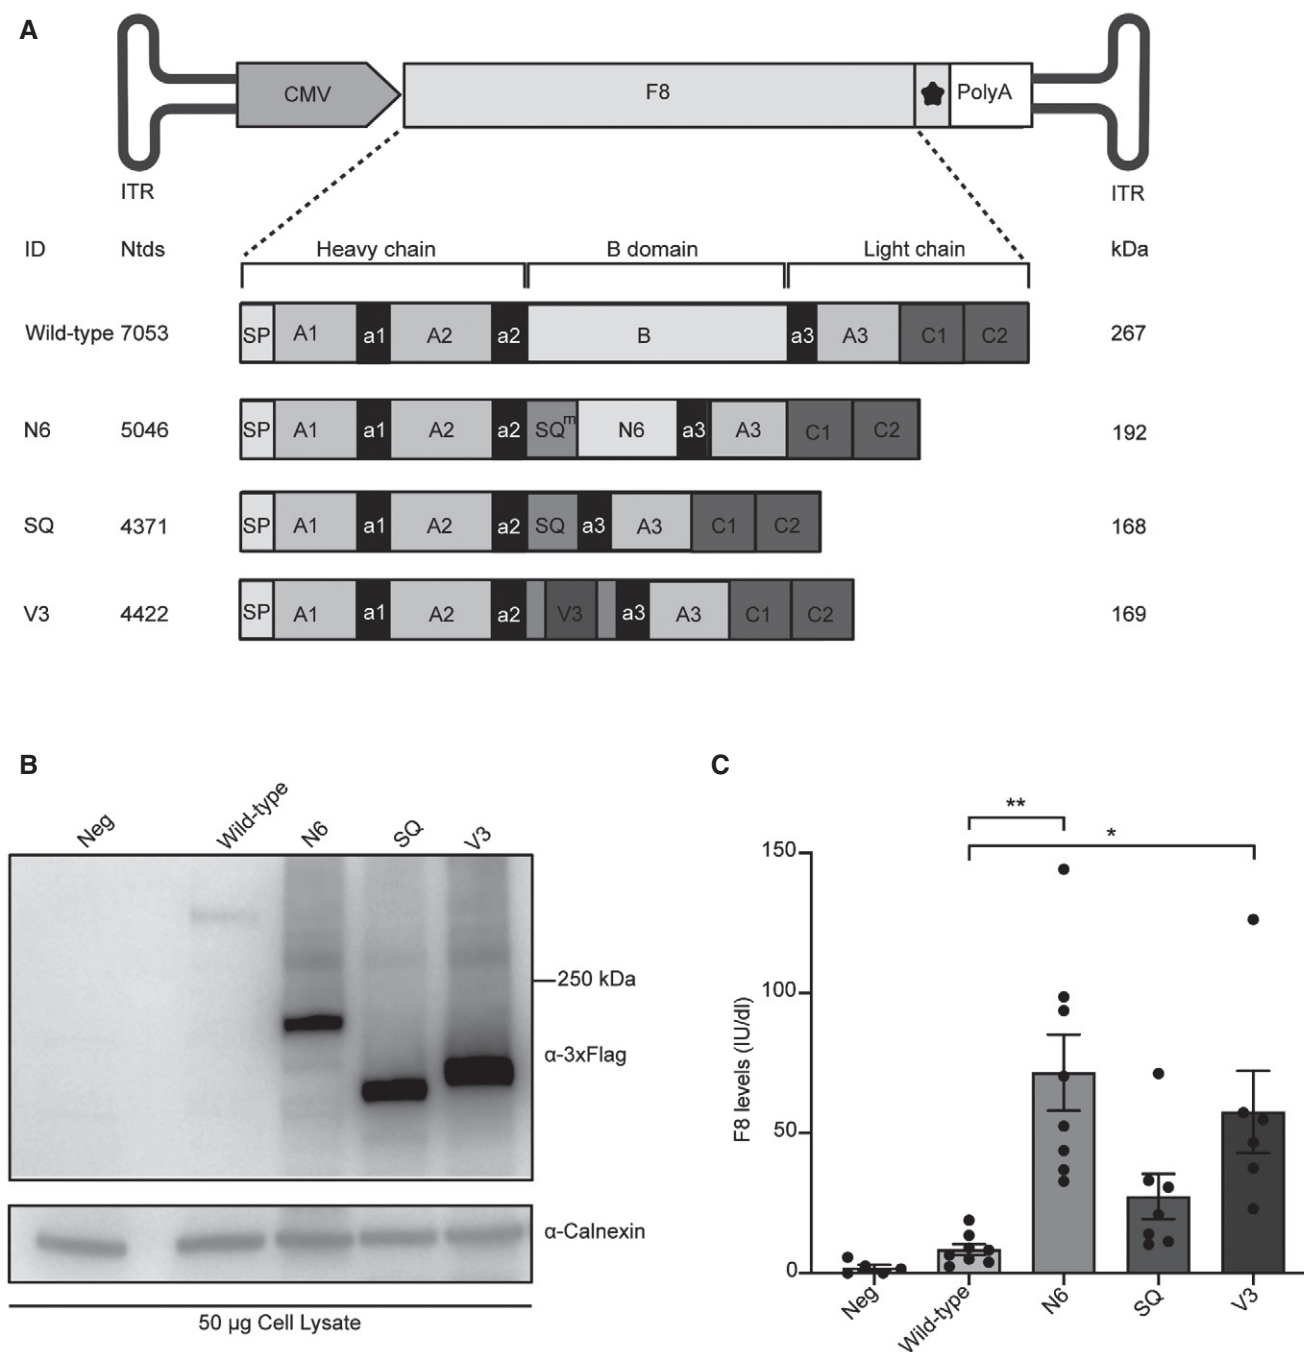 A
CMV F8 PolyA
ITR ITR
ID Ntds Heavy chain B domain Light chain kDa
Wild-type 7053 SP A1 a1 A2 a2 B a3 A3 C1 C2 267
N6 5046 SP A1 a1 A2 a2 SQm N6 a3 A3 C1 C2 192
SQ 4371 SP A1 a1 A2 a2 SQ a3 A3 C1 C2 168
V3 4422 SP A1 a1 A2 a2 V3 a3 A3 C1 C2 169
B
Neg Wild-type N6 SQ V3
250 kDa
α-3xFlag
α-Calnexin
50 µg Cell Lysate
C
** 
*
F8 levels (IU/dl)
150
100
50
0
Neg Wild-type N6 SQ V3